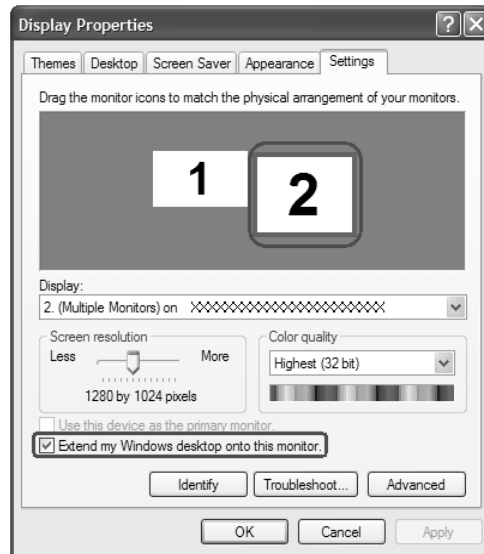 Display Properties
Themes Desktop Screen Saver Appearance Settings
Drag the monitor icons to match the physical arrangement of your monitors.
1 2
Display:
2. (Multiple Monitors) on XXXXXXXXXXXXXXXXXXXXXX
Screen resolution Color quality
Less More Highest (32 bit)
1280 by 1024 pixels
Use this device as the primary monitor.
Extend my Windows desktop onto this monitor.
Identify Troubleshoot... Advanced
OK Cancel Apply